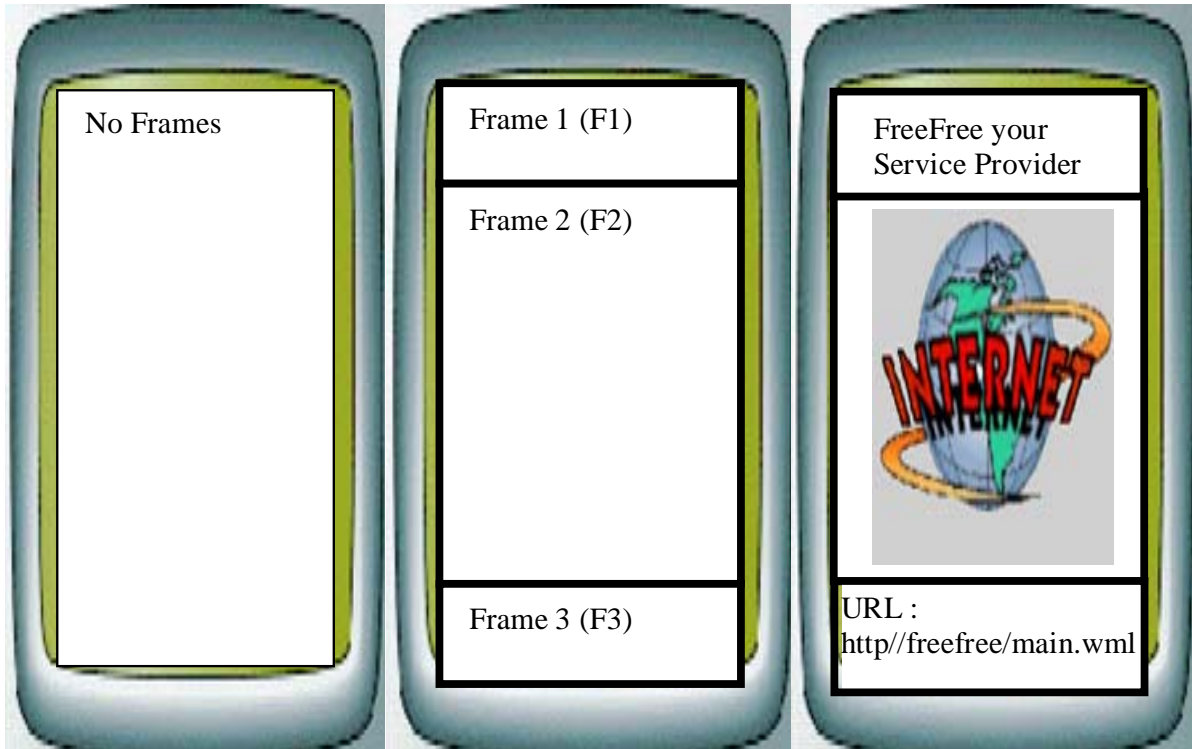 No Frames
Frame 1 (F1)
Frame 2 (F2)
Frame 3 (F3)
FreeFree your
Service Provider
INTERNET
INTERNET
URL :
http//freefree/main.wml